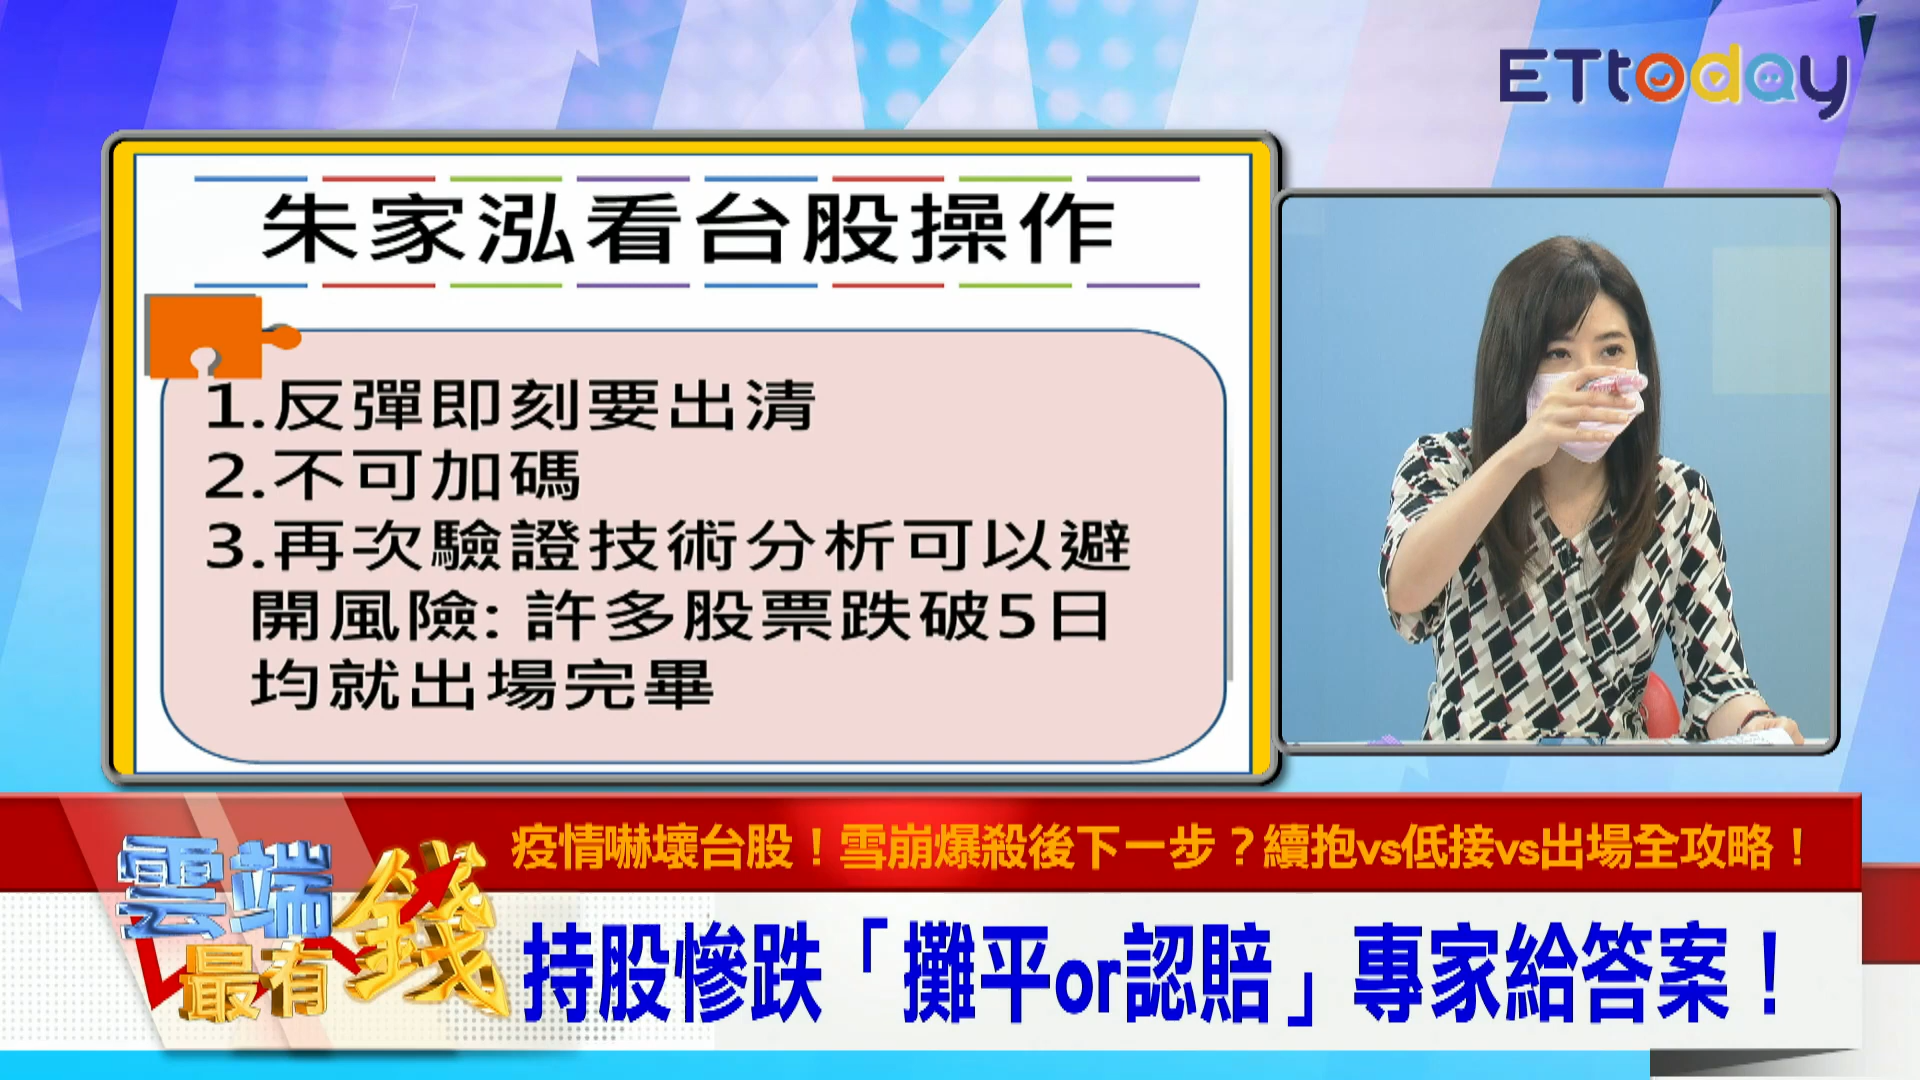 ETtoday
朱家泓看台股操作
1.反彈即刻要出清
2.不可加碼
3.再次驗證技術分析可以避
開風險:許多股票跌破5日
均就出場完畢
疫情嚇壞台股！雪崩爆殺後下一步？續抱vs低接vs出場全攻略！
雲端
最有錢
持股慘跌「攤平or認賠」專家給答案！